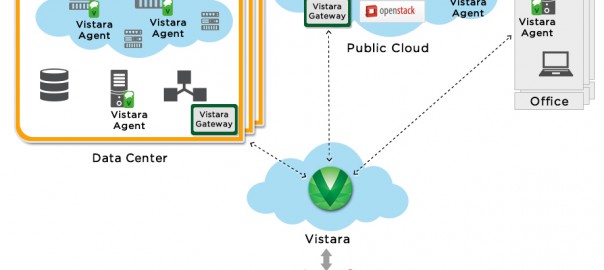 Vistara
Agent
Vistara
Agent
Vistara
Agent
Vistara
Gateway
Data Center
Vistara
Gateway
openstack
Agent
Public Cloud
Vistara
Agent
Office
V
Vistara